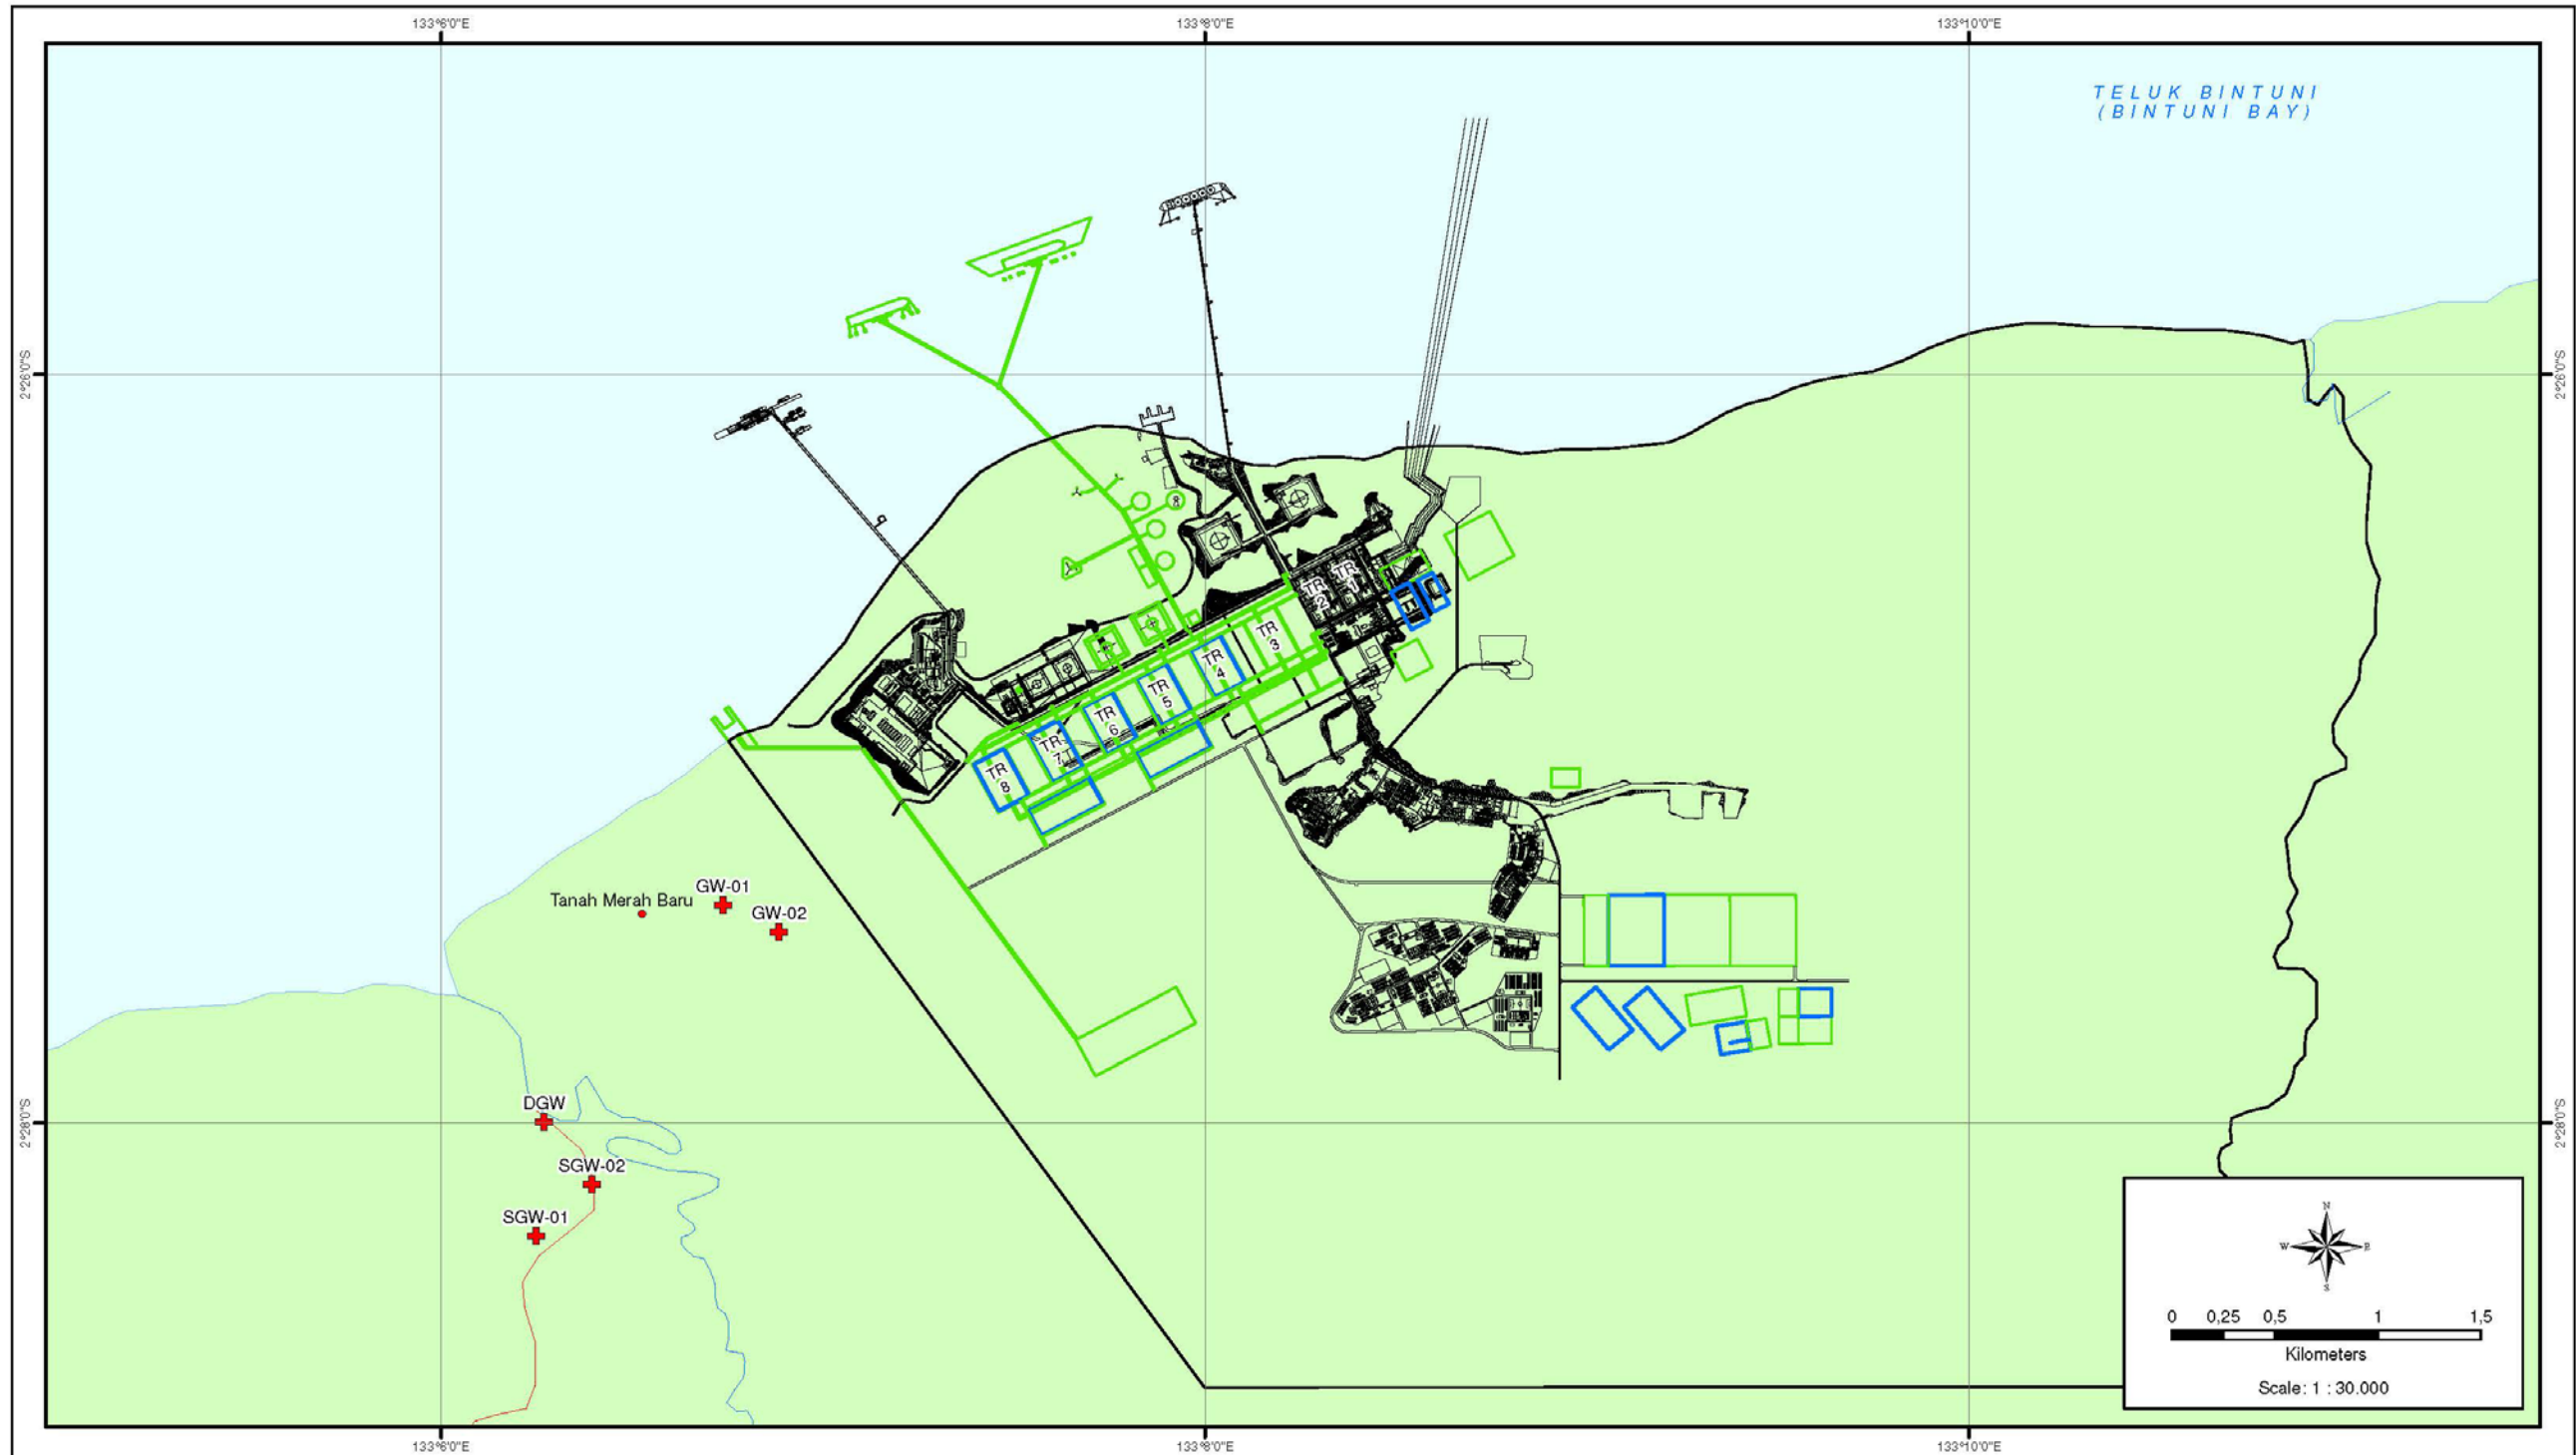 133°6'0"E
133°8'0"E
133°10'0"E
TELUK BINTUNI
(BINTUNI BAY)
2°26'0"S
2°26'0"S
TR
1
TR
2
TR
3
TR
4
TR
5
TR
6
TR
7
TR
8
Tanah Merah Baru
GW-01
GW-02
DGW
2°28'0"S
2°28'0"S
SGW-02
SGW-01
N
W
E
S
0 0,25 0,5 1 1,5
Kilometers
Scale: 1 : 30.000
133°6'0"E
133°8'0"E
133°10'0"E